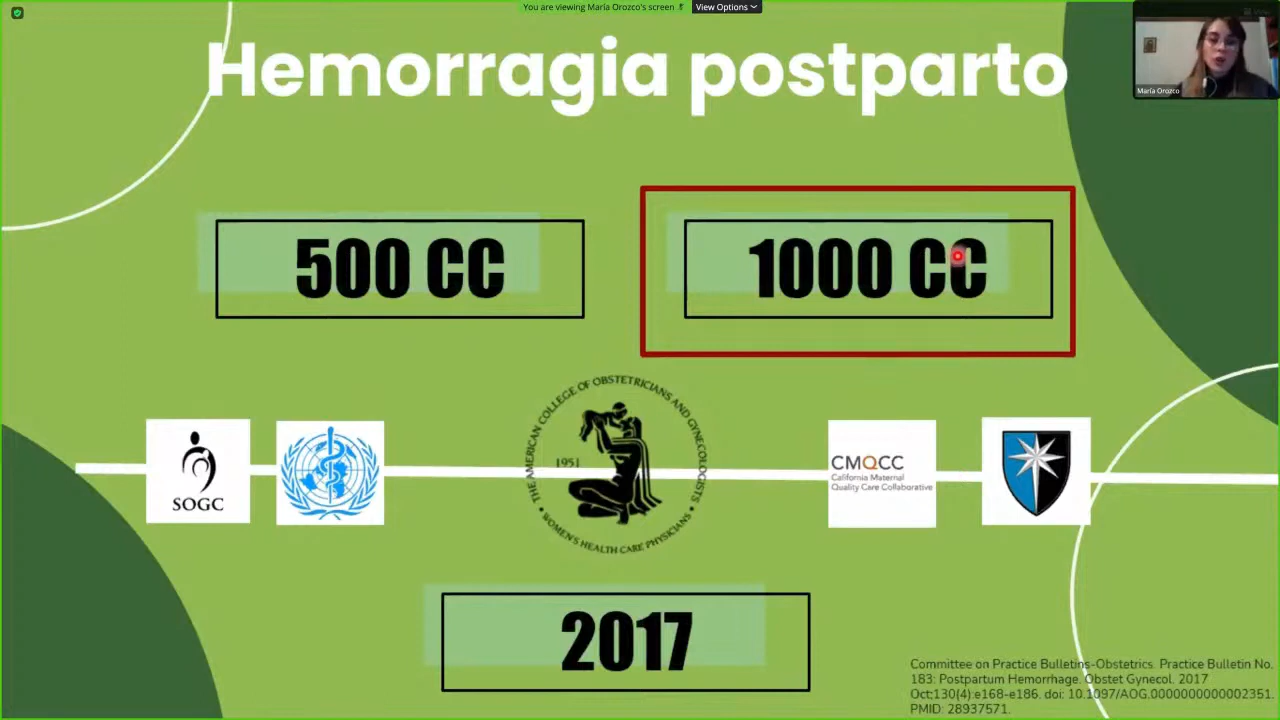 You are viewing María Orozco's screen
View Options
View
Hemorragia postparto
María Orozco
500 CC
1000 CC
SOGC
THE AMERICAN COLLEGE OF OBSTETRICIANS AND GYNECOLOGISTS
1951
WOMEN'S HEALTH CARE PHYSICIANS
CMQCC
California Maternal
Quality Care Collaborative
2017
Committee on Practice Bulletins-Obstetrics. Practice Bulletin No.
183: Postpartum Hemorrhage. Obstet Gynecol. 2017
Oct;130(4):e168-e186. doi: 10.1097/AOG.0000000000002351.
PMID: 28937571.